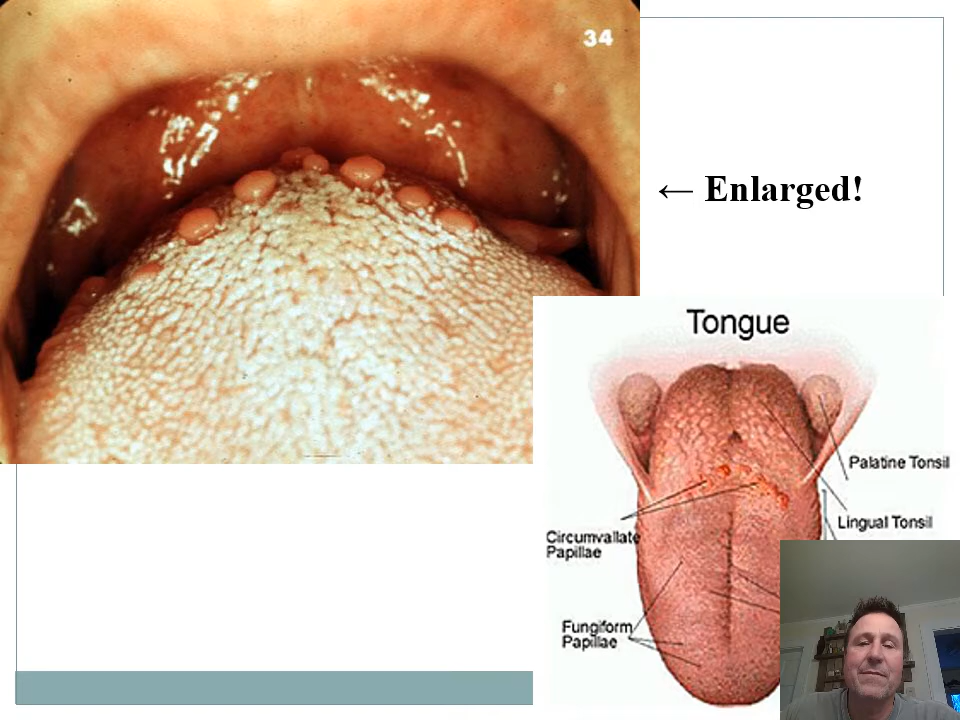 34
← Enlarged!
Tongue
Palatine Tonsil
Lingual Tonsil
Circumvallate
Papillae
Fungiform
Papillae